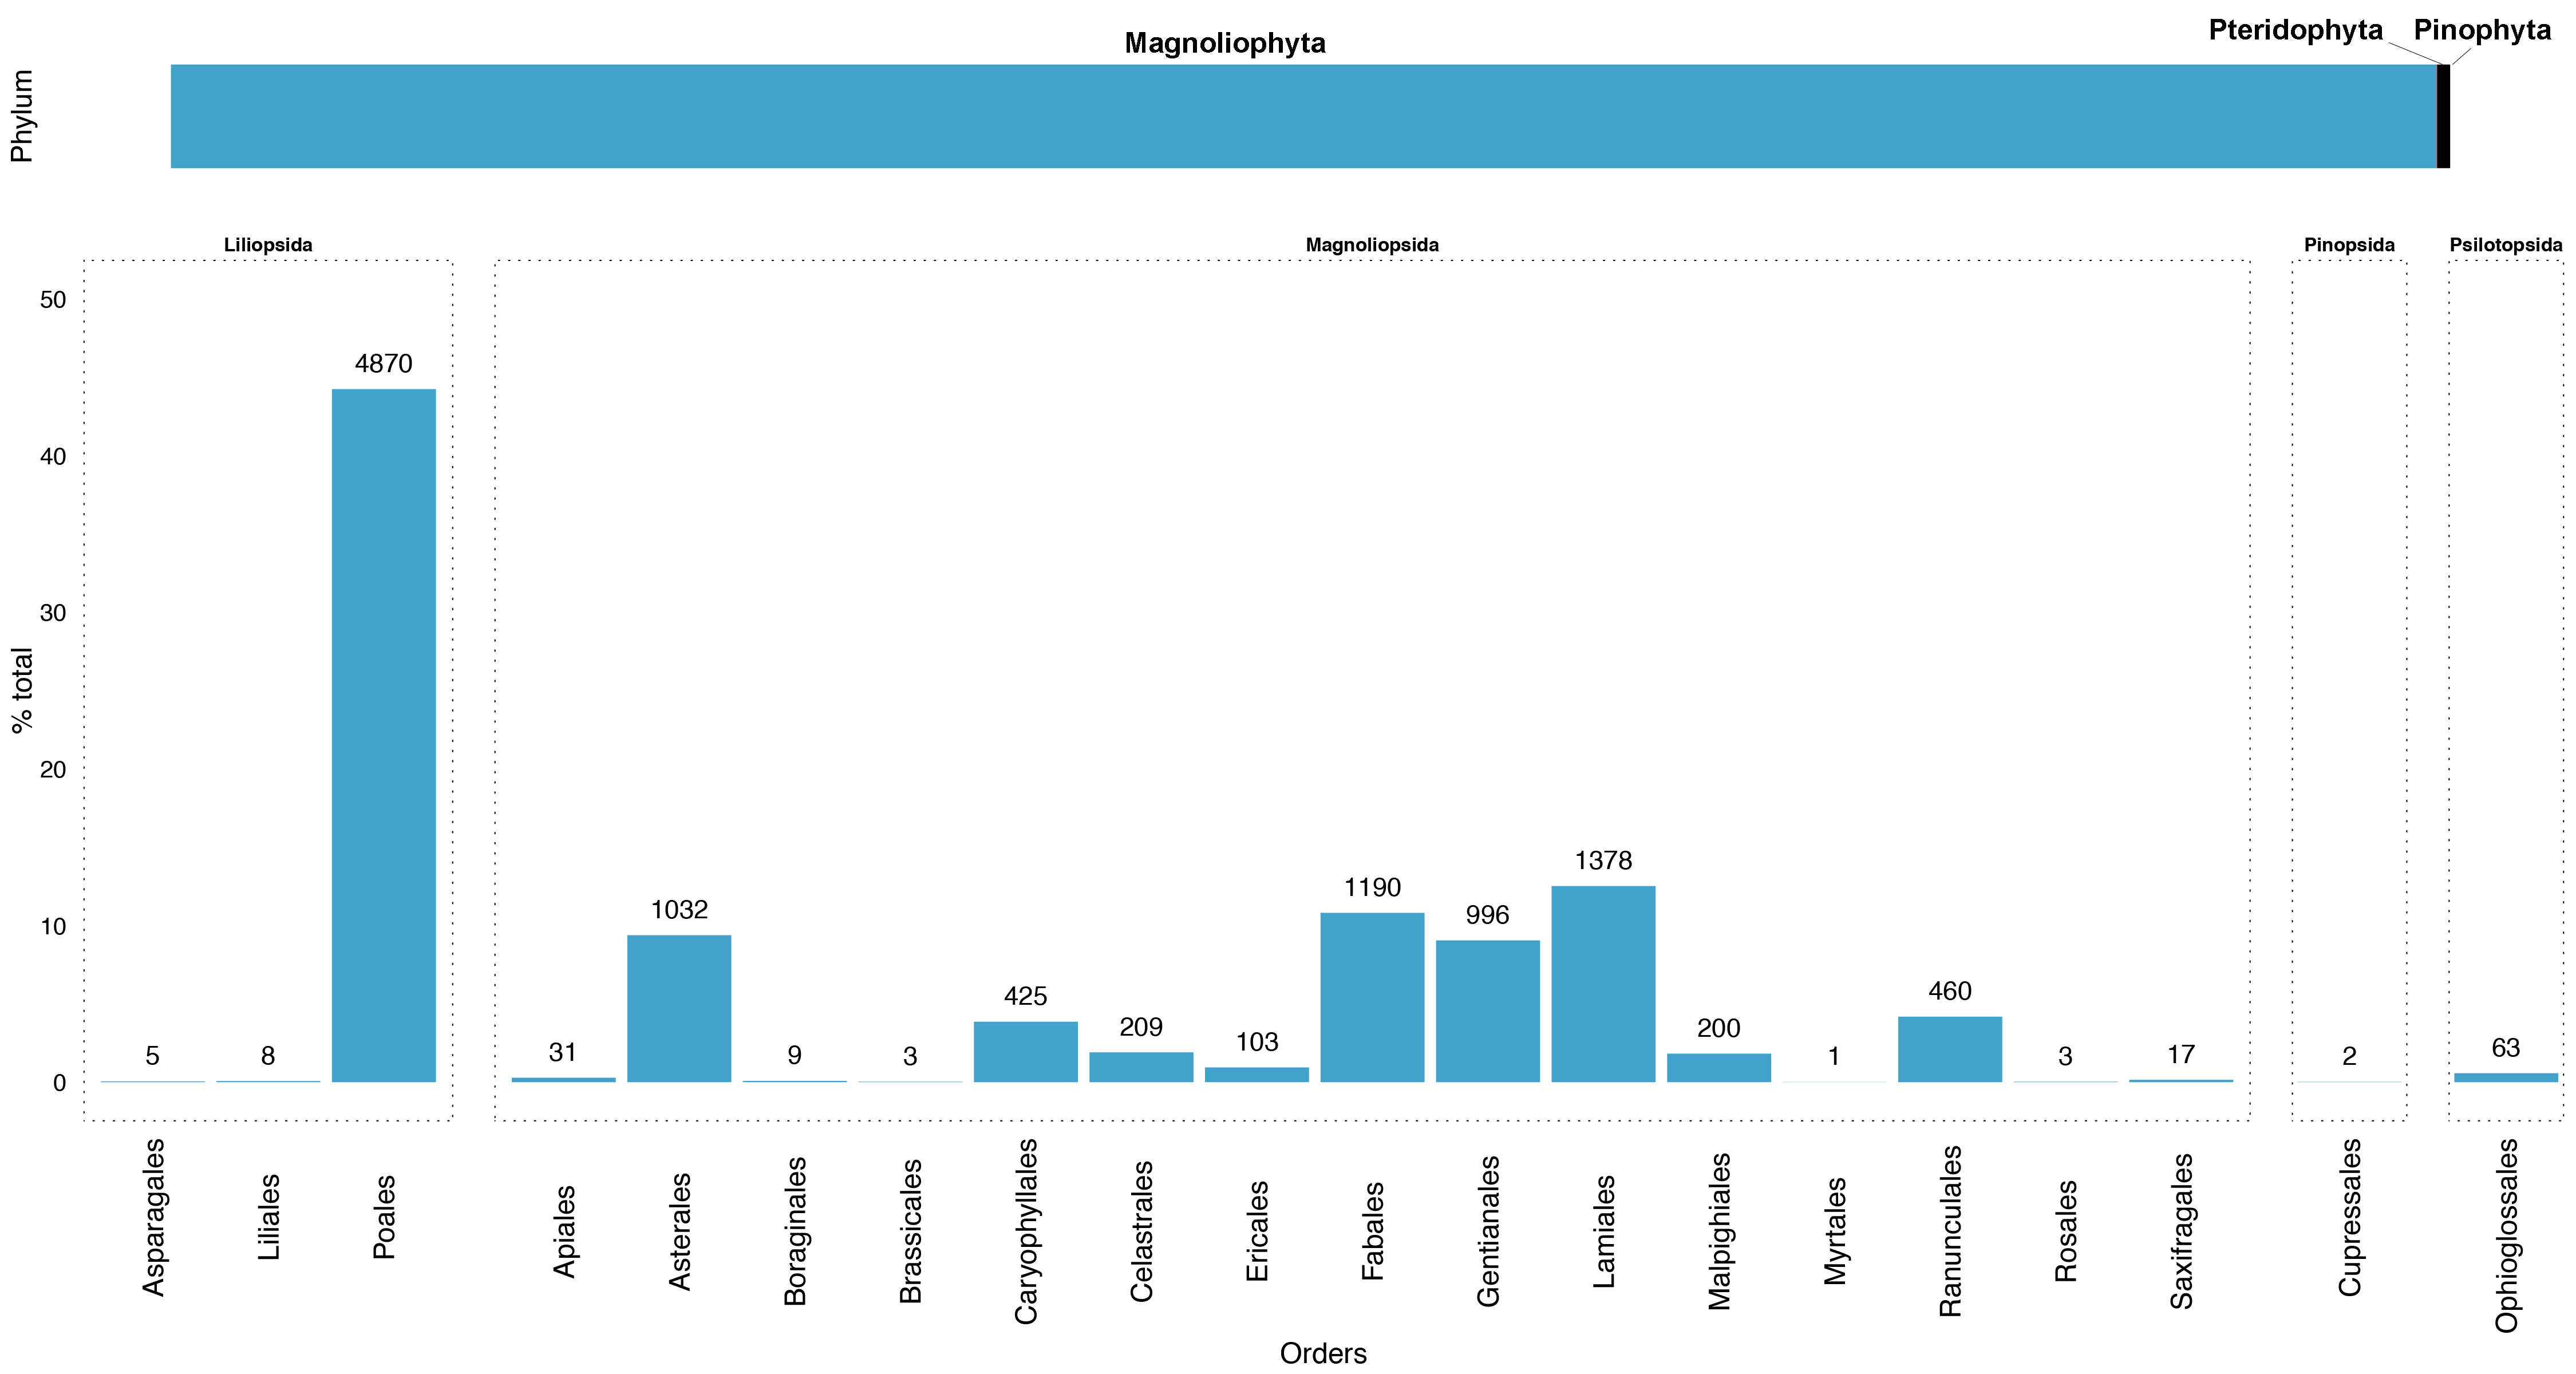 Magnoliophyta
Pteridophyta
Pinophyta
Phylum
Liliopsida
Magnoliopsida
Pinopsida
Psilotopsida
% total
50
40
30
20
10
0
5
8
4870
31
1032
9
3
425
209
103
1190
996
1378
200
1
460
3
17
2
63
Asparagales
Liliales
Poales
Apiales
Asterales
Boraginales
Brassicales
Caryophyllales
Celastrales
Ericales
Fabales
Gentianales
Lamiales
Malpighiales
Myrtales
Ranunculales
Rosales
Saxifragales
Cupressales
Ophioglossales
Orders